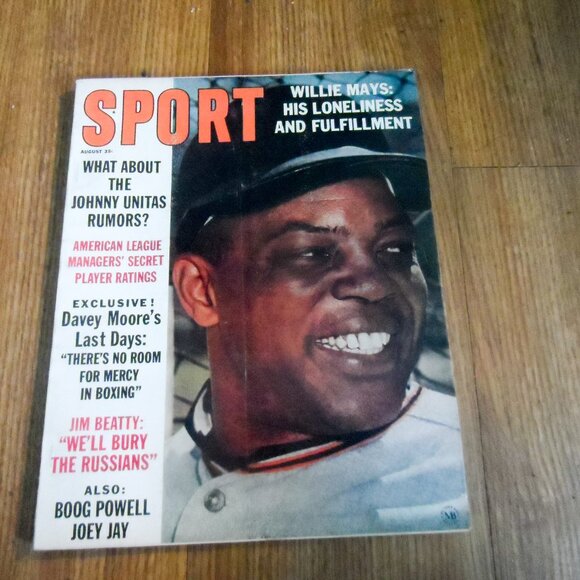 SPORT
AUGUST 35¢
WILLIE MAYS:
HIS LONELINESS
AND FULFILLMENT
WHAT ABOUT
THE
JOHNNY UNITAS
RUMORS?
AMERICAN LEAGUE
MANAGERS' SECRET
PLAYER RATINGS
EXCLUSIVE!
Davey Moore's
Last Days:
"THERE'S NO ROOM
FOR MERCY
IN BOXING"
JIM BEATTY:
"WE'LL BURY
THE RUSSIANS"
ALSO:
BOOG POWELL
JOEY JAY
MB